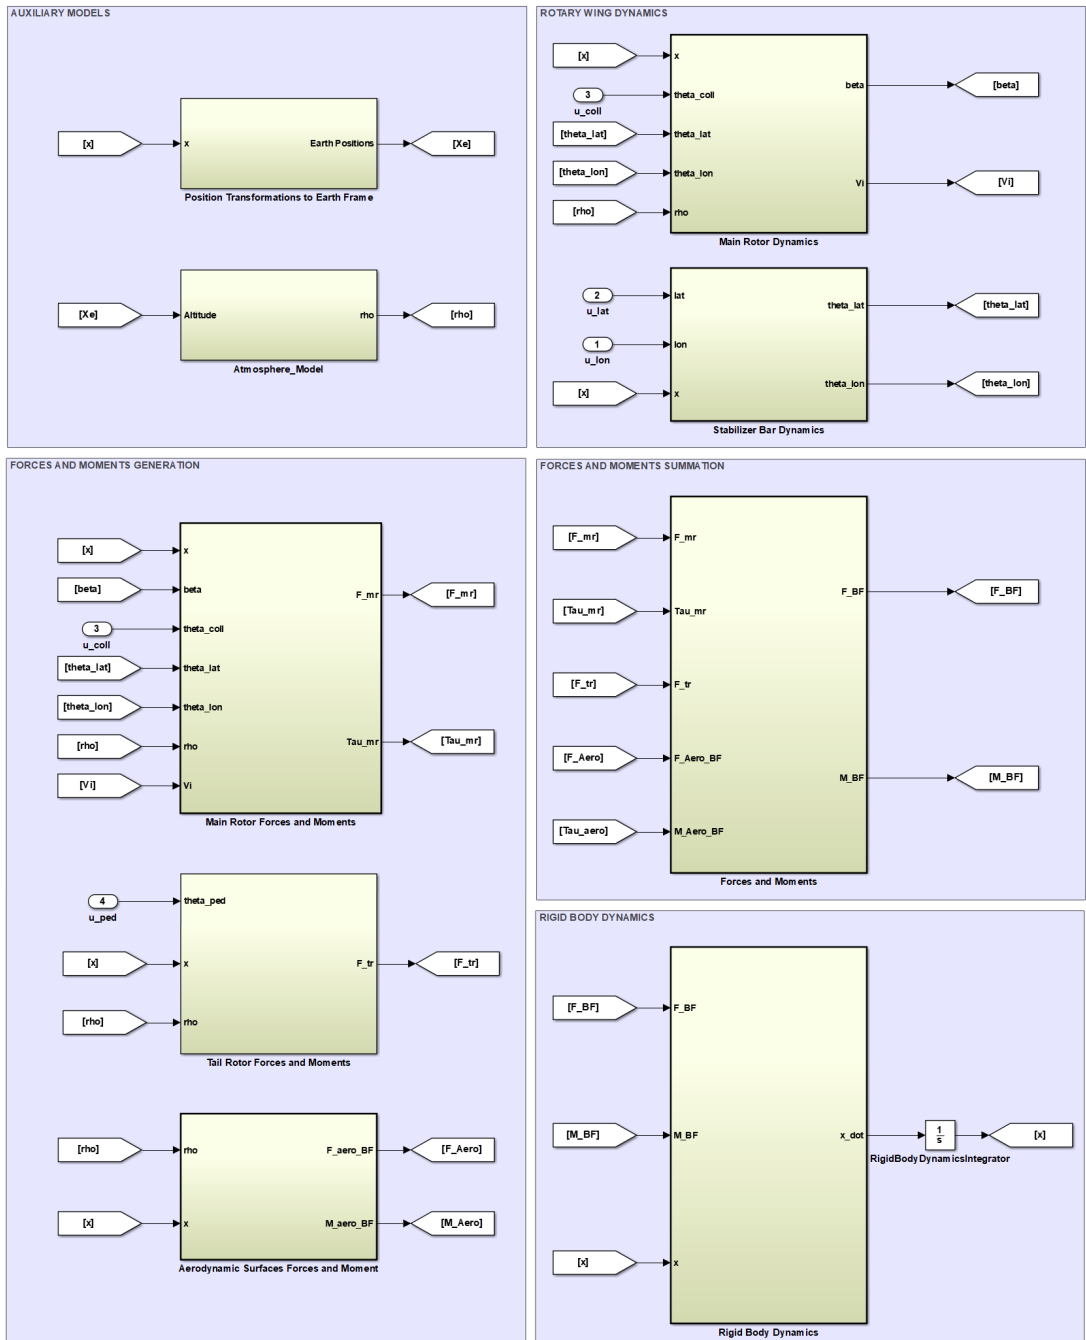 AUXILIARY MODELS
[x]
x
Earth Positions
[Xe]
Position Transformations to Earth Frame
[Xe]
Altitude
rho
[rho]
Atmosphere_Model
ROTARY WING DYNAMICS
[x]
x
3
theta_coll
u_coll
[theta_lat]
theta_lat
[theta_lon]
theta_lon
[rho]
rho
beta
[beta]
Vi
[Vi]
Main Rotor Dynamics
2
lat
u_lat
1
lon
u_lon
[x]
x
theta_lat
[theta_lat]
theta_lon
[theta_lon]
Stabilizer Bar Dynamics
FORCES AND MOMENTS GENERATION
[x]
x
[beta]
beta
3
theta_coll
u_coll
[theta_lat]
theta_lat
[theta_lon]
theta_lon
[rho]
rho
[Vi]
Vi
F_mr
[F_mr]
Tau_mr
[Tau_mr]
Main Rotor Forces and Moments
4
theta_ped
u_ped
[x]
x
[rho]
rho
F_tr
[F_tr]
Tail Rotor Forces and Moments
[rho]
rho
[x]
x
F_aero_BF
[F_Aero]
M_aero_BF
[M_Aero]
Aerodynamic Surfaces Forces and Moment
FORCES AND MOMENTS SUMMATION
[F_mr]
F_mr
[Tau_mr]
Tau_mr
[F_tr]
F_tr
[F_Aero]
F_Aero_BF
[Tau_aero]
M_Aero_BF
F_BF
[F_BF]
M_BF
[M_BF]
Forces and Moments
RIGID BODY DYNAMICS
[F_BF]
F_BF
[M_BF]
M_BF
[x]
x
x_dot
1
s
[x]
RigidBodyDynamicsIntegrator
Rigid Body Dynamics